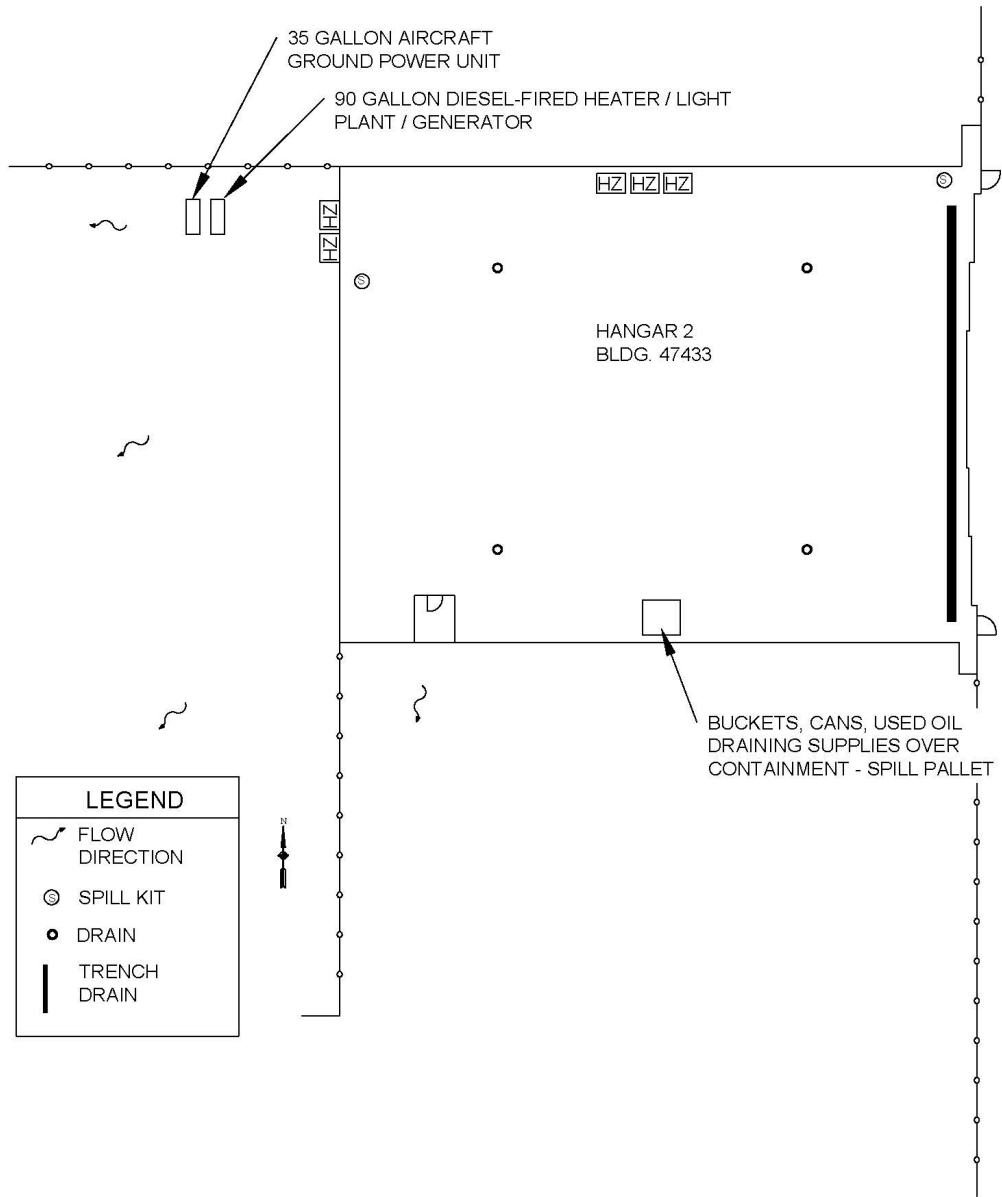 35 GALLON AIRCRAFT
GROUND POWER UNIT
90 GALLON DIESEL-FIRED HEATER / LIGHT
PLANT / GENERATOR
HZ HZ HZ
S
HZ
HZ
S
HANGAR 2
BLDG. 47433
BUCKETS, CANS, USED OIL
DRAINING SUPPLIES OVER
CONTAINMENT - SPILL PALLET
LEGEND
FLOW
DIRECTION
S SPILL KIT
DRAIN
TRENCH
DRAIN
N